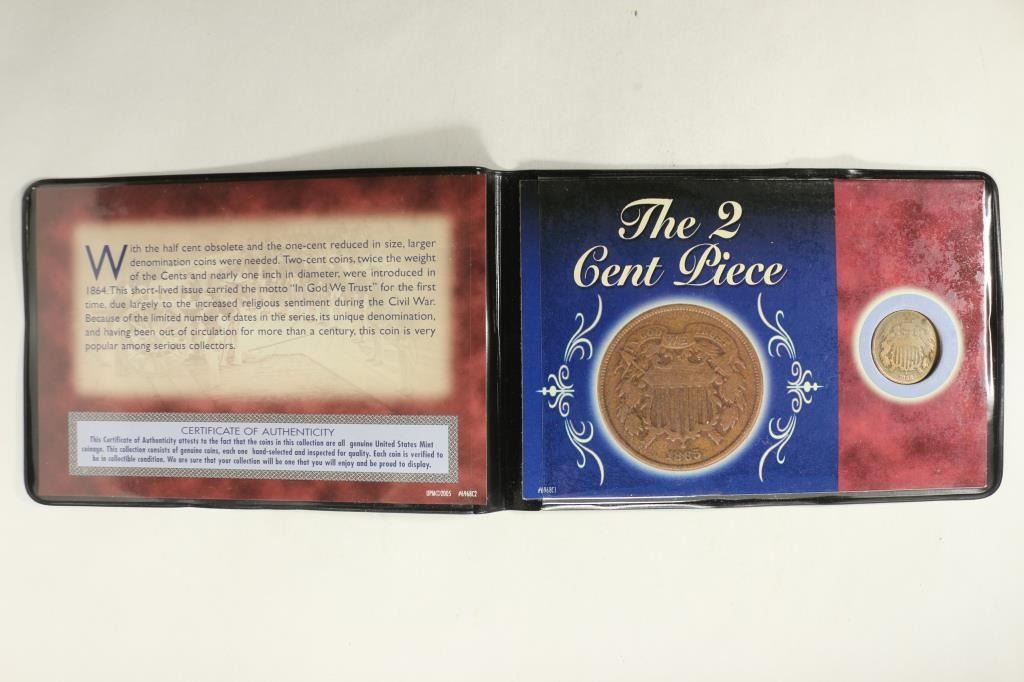 With the half cent obsolete and the one-cent reduced in size, larger
denomination coins were needed. Two-cent coins, twice the weight
of the Cents and nearly one inch in diameter, were introduced in
1864. This short-lived issue carried the motto "In God We Trust" for the first
time, due largely to the increased religious sentiment during the Civil War.
Because of the limited number of dates in the series, its unique denomination,
and having been out of circulation for more than a century, this coin is very
popular among serious collectors.
CERTIFICATE OF AUTHENTICITY
This Certificate of Authenticity attests to the fact that the coins in this collection are all genuine United States Mint
coinage. This collection consists of genuine coins, each one hand-selected and inspected for quality. Each coin is verified to
be in collectible condition. We are sure that your collection will be one that you will enjoy and be proud to display.
UPM©2005 #6968C2
The 2
Cent Piece
1865
#6968C1